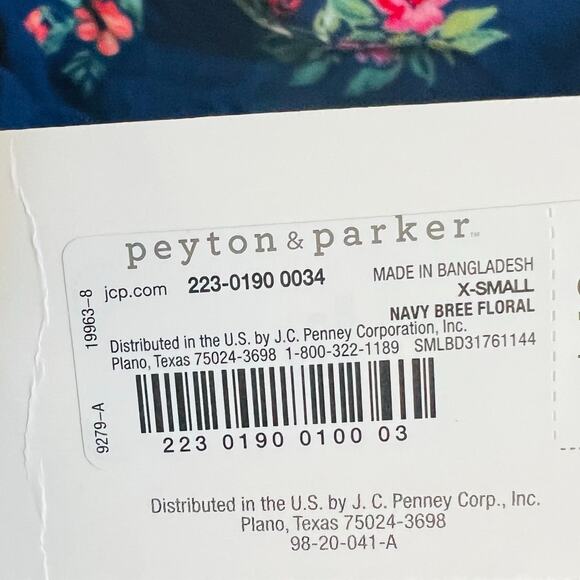 peyton & parker™
jcp.com 223-0190 0034 MADE IN BANGLADESH
X-SMALL
NAVY BREE FLORAL
Distributed in the U.S. by J.C. Penney Corporation, Inc.
Plano, Texas 75024-3698 1-800-322-1189 SMLBD31761144
19963-8
9279-A
223 0190 0100 03
Distributed in the U.S. by J. C. Penney Corp., Inc.
Plano, Texas 75024-3698
98-20-041-A